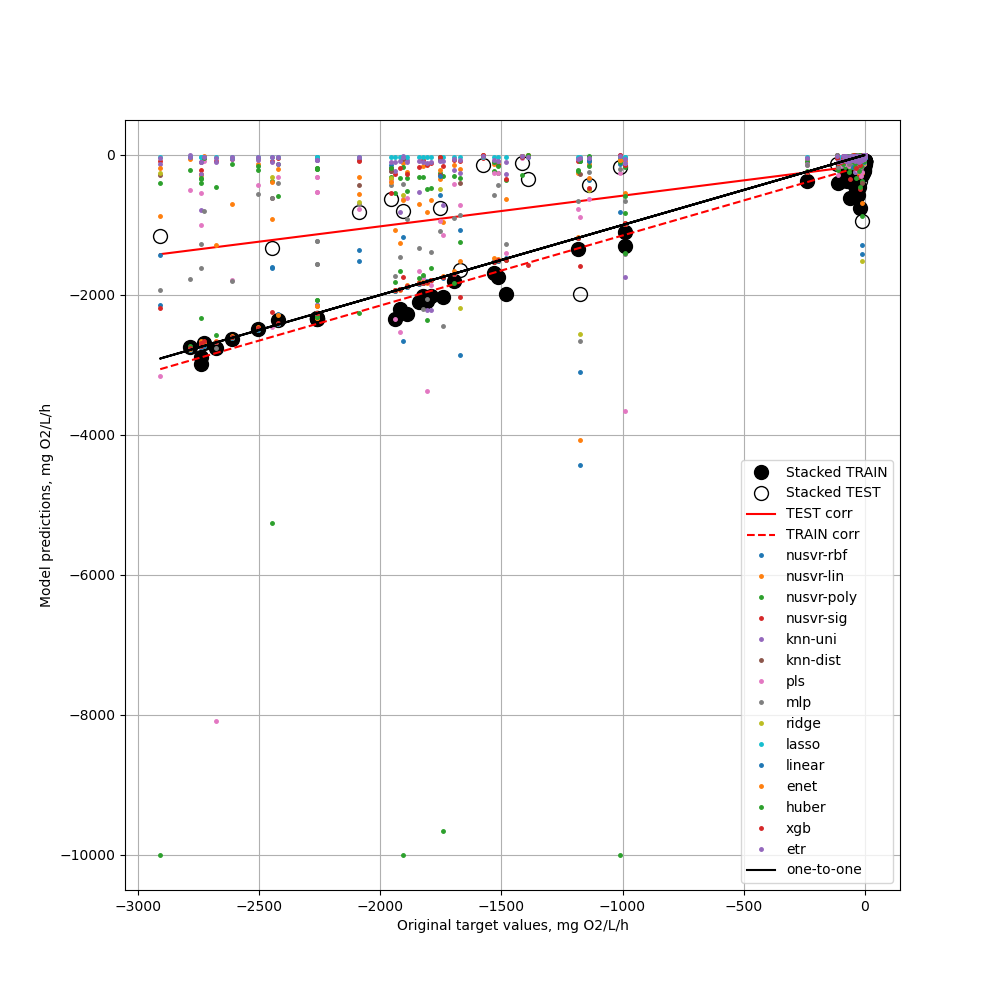 0
−2000
−4000
−6000
−8000
−10000
Model predictions, mg O2/L/h
−3000
−2500
−2000
−1500
−1000
−500
0
Original target values, mg O2/L/h
Stacked TRAIN
Stacked TEST
TEST corr
TRAIN corr
nusvr-rbf
nusvr-lin
nusvr-poly
nusvr-sig
knn-uni
knn-dist
pls
mlp
ridge
lasso
linear
enet
huber
xgb
etr
one-to-one